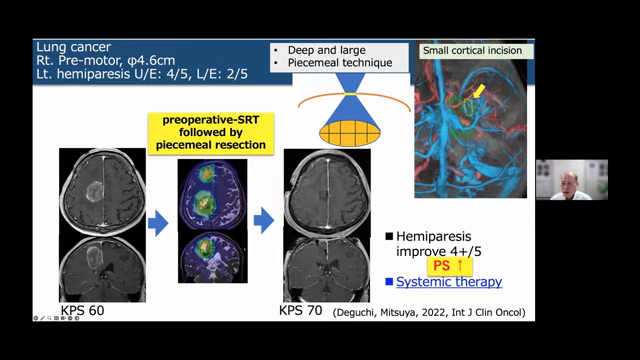 Lung cancer
Rt. Pre-motor, φ4.6cm
Lt. hemiparesis U/E: 4/5, L/E: 2/5
• Deep and large
• Piecemeal technique
Small cortical incision
preoperative-SRT
followed by
piecemeal resection
Hemiparesis
improve 4+/5
PS ↑
Systemic therapy
KPS 60
KPS 70
(Deguchi, Mitsuya, 2022, Int J Clin Oncol)